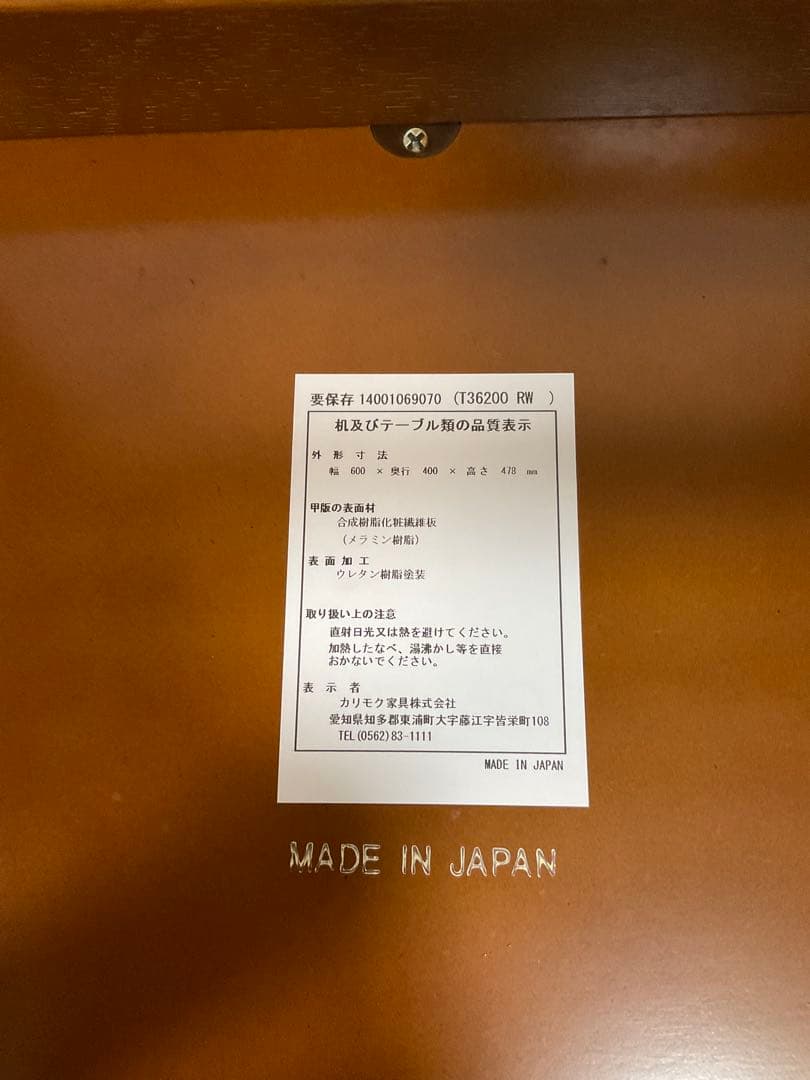 要保存 14001069070 (T36200 RW )
机及びテーブル類の品質表示
外 形 寸 法
幅 600 × 奥行 400 × 高さ 478 mm
甲版の表面材
合成樹脂化粧繊維板
(メラミン樹脂)
表 面 加 工
ウレタン樹脂塗装
取り扱い上の注意
直射日光又は熱を避けてください。
加熱したなべ、湯沸かし等を直接
おかないでください。
表 示 者
カリモク家具株式会社
愛知県知多郡東浦町大字藤江字皆栄町108
TEL(0562)83-1111
MADE IN JAPAN
MADE IN JAPAN